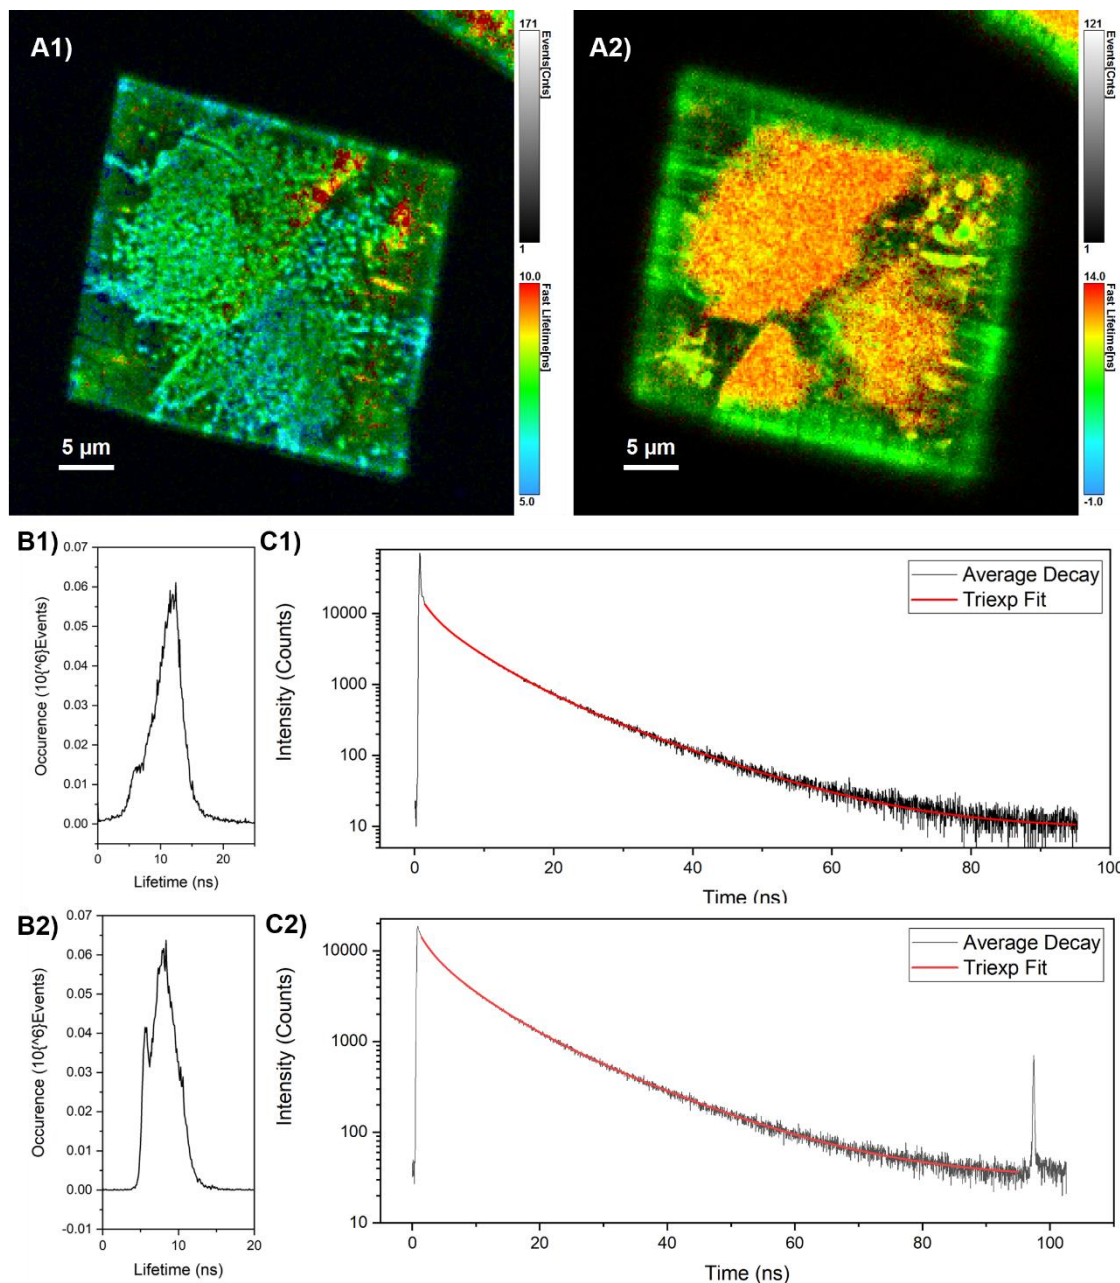 A1)
171
Events[Cnts]
1
10.0
Fast Lifetime[ns]
5.0
5 µm
A2)
121
Events[Cnts]
1
14.0
Fast Lifetime[ns]
-1.0
5 µm
B1)
0.07
0.06
0.05
0.04
0.03
0.02
0.01
0.00
Occurence (10{^6}Events)
0 10 20
Lifetime (ns)
C1)
10000
1000
100
10
Intensity (Counts)
Average Decay
Triexp Fit
0 20 40 60 80 100
Time (ns)
B2)
0.07
0.06
0.05
0.04
0.03
0.02
0.01
0.00
-0.01
Occurence (10{^6}Events)
0 10 20
Lifetime (ns)
C2)
10000
1000
100
10
Intensity (Counts)
Average Decay
Triexp Fit
0 20 40 60 80 100
Time (ns)